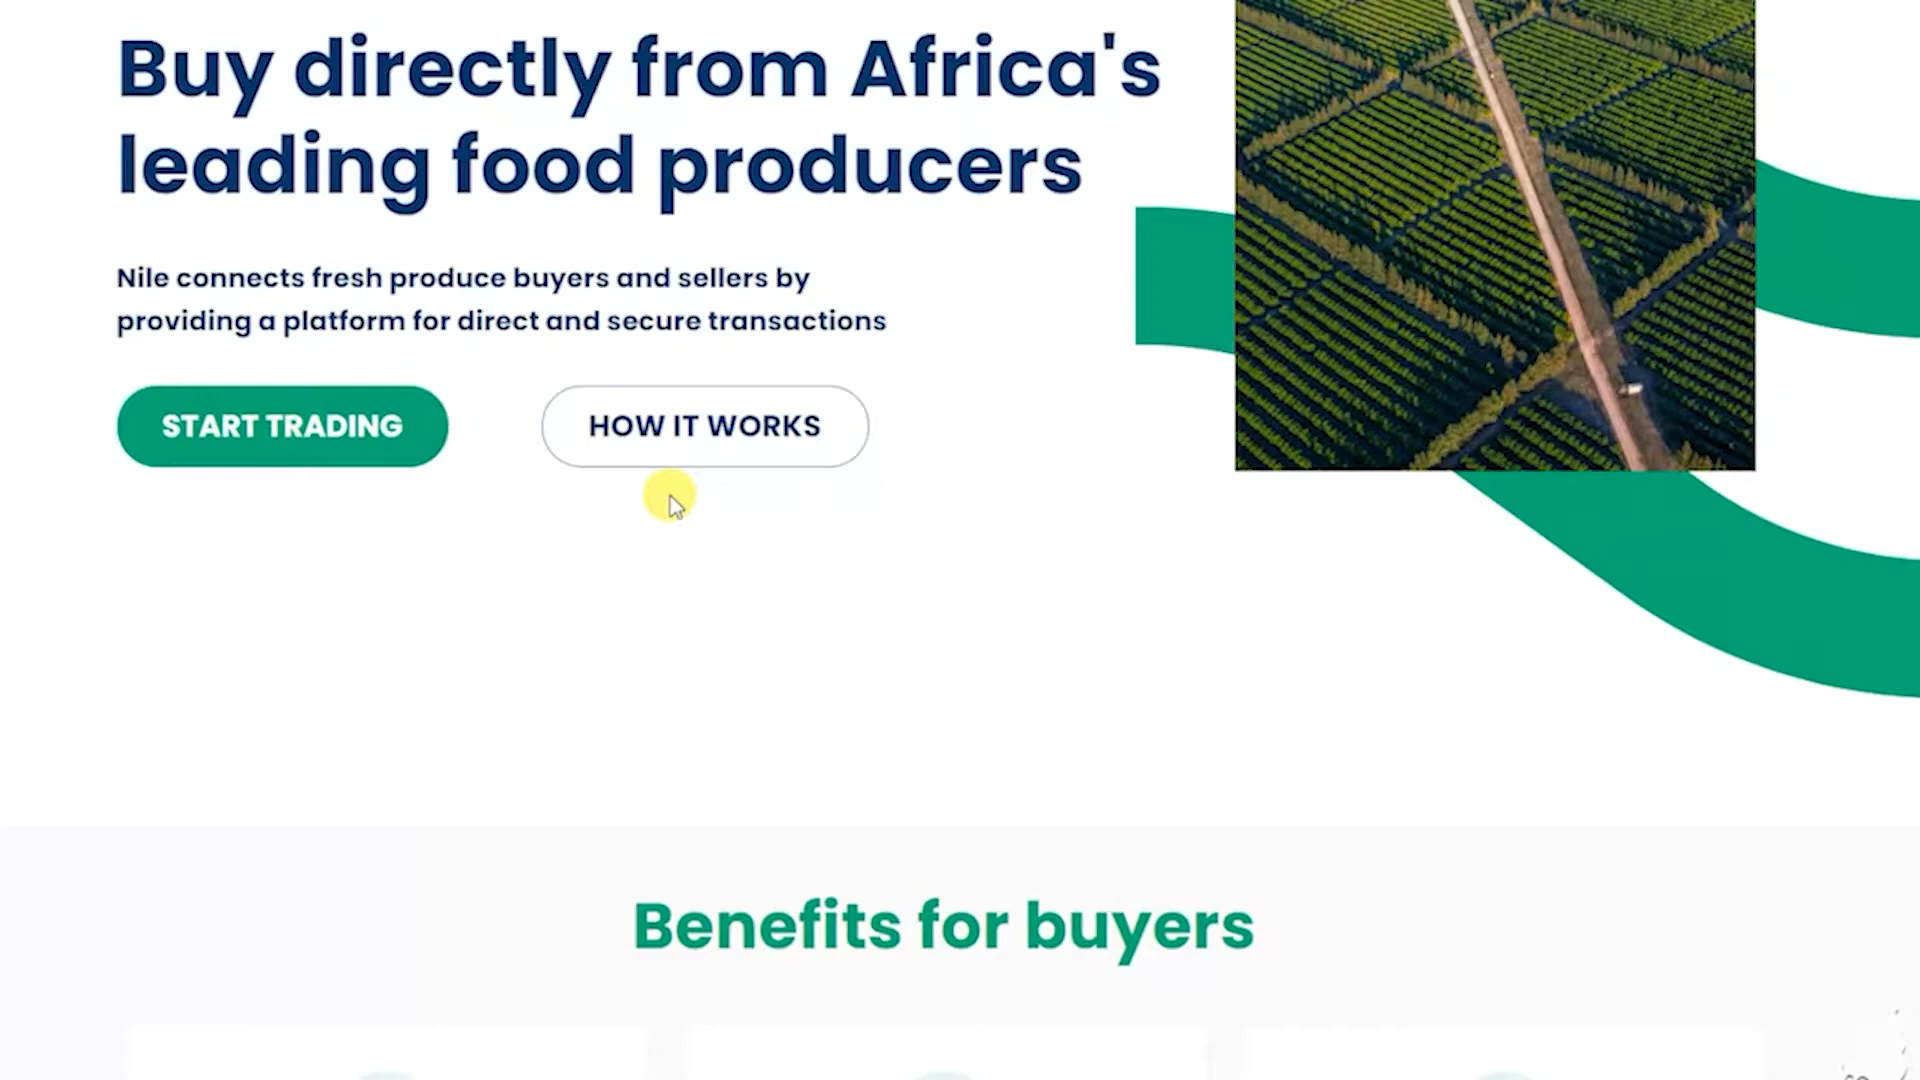 Buy directly from Africa's
leading food producers
Nile connects fresh produce buyers and sellers by
providing a platform for direct and secure transactions
START TRADING
HOW IT WORKS
Benefits for buyers